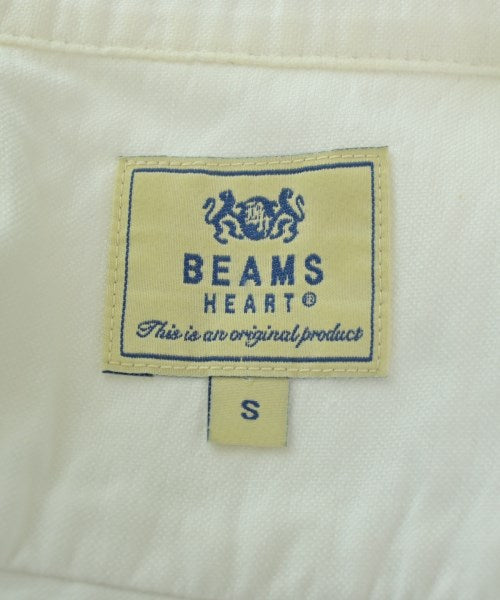 BEAMS
HEART®
This is an original product
S